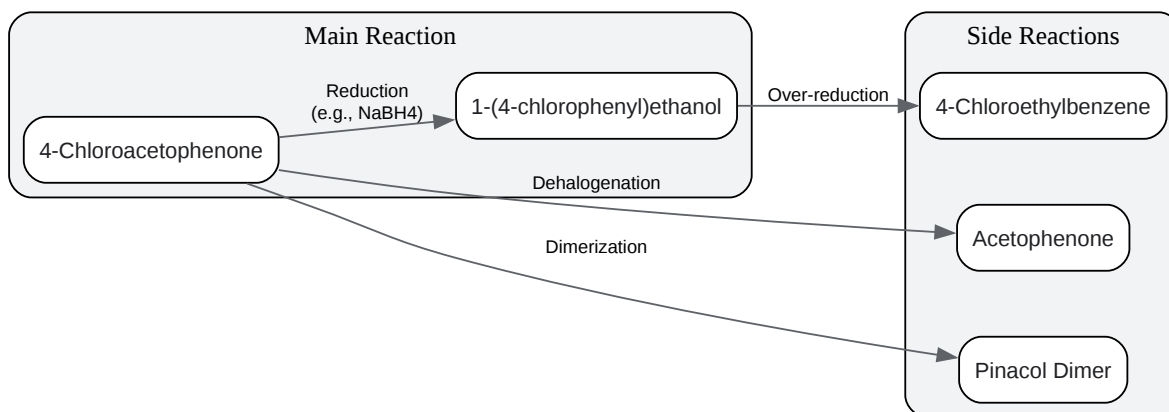 Main Reaction
Side Reactions
Reduction
(e.g., NaBH4)
1-(4-chlorophenyl)ethanol
Over-reduction
4-Chloroethylbenzene
4-Chloroacetophenone
Dehalogenation
Acetophenone
Dimerization
Pinacol Dimer